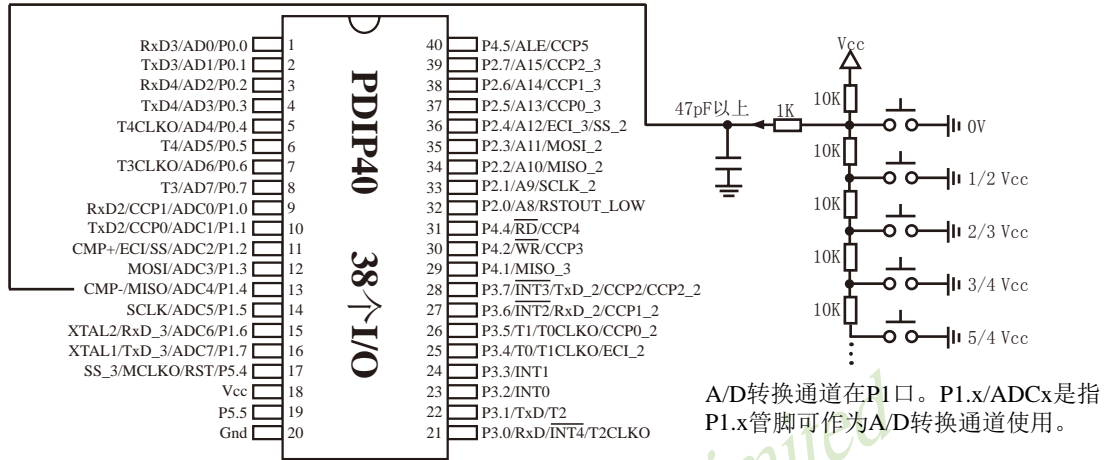 RxD3/AD0/P0.0 1
TxD3/AD1/P0.1 2
RxD4/AD2/P0.2 3
TxD4/AD3/P0.3 4
T4CLKO/AD4/P0.4 5
T4/AD5/P0.5 6
T3CLKO/AD6/P0.6 7
T3/AD7/P0.7 8
RxD2/CCP1/ADC0/P1.0 9
TxD2/CCP0/ADC1/P1.1 10
CMP+/ECI/SS/ADC2/P1.2 11
MOSI/ADC3/P1.3 12
CMP-/MISO/ADC4/P1.4 13
SCLK/ADC5/P1.5 14
XTAL2/RxD_3/ADC6/P1.6 15
XTAL1/TxD_3/ADC7/P1.7 16
SS_3/MCLKO/RST/P5.4 17
Vcc 18
P5.5 19
Gnd 20
PDIP40 38个I/O
40 P4.5/ALE/CCP5
39 P2.7/A15/CCP2_3
38 P2.6/A14/CCP1_3
37 P2.5/A13/CCP0_3
36 P2.4/A12/ECI_3/SS_2
35 P2.3/A11/MOSI_2
34 P2.2/A10/MISO_2
33 P2.1/A9/SCLK_2
32 P2.0/A8/RSTOUT_LOW
31 P4.4/RD/CCP4
30 P4.2/WR/CCP3
29 P4.1/MISO_3
28 P3.7/INT3/TxD_2/CCP2/CCP2_2
27 P3.6/INT2/RxD_2/CCP1_2
26 P3.5/T1/T0CLKO/CCP0_2
25 P3.4/T0/T1CLKO/ECI_2
24 P3.3/INT1
23 P3.2/INT0
22 P3.1/TxD/T2
21 P3.0/RxD/INT4/T2CLKO
47pF以上
1K
Vcc
10K
0V
10K
1/2 Vcc
10K
2/3 Vcc
10K
3/4 Vcc
10K
5/4 Vcc
A/D转换通道在P1口。P1.x/ADCx是指
P1.x管脚可作为A/D转换通道使用。